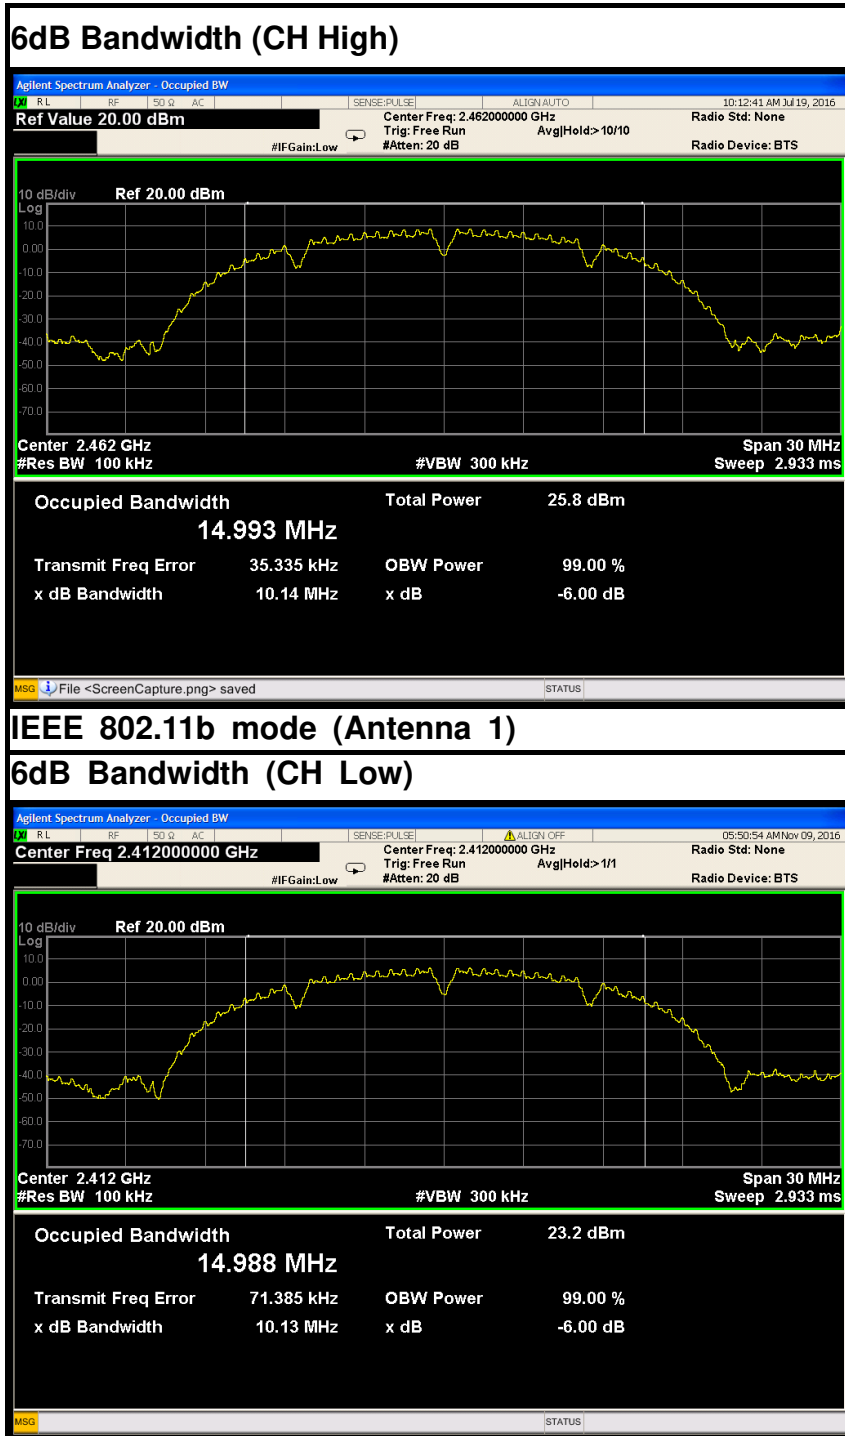 6dB Bandwidth (CH High)
Agilent Spectrum Analyzer - Occupied BW
LXI RL RF 50 Ω AC SENSE:PULSE ALIGN AUTO 10:12:41 AM Jul 19, 2016
Ref Value 20.00 dBm Center Freq: 2.462000000 GHz Radio Std: None
Trig: Free Run Avg|Hold:> 10/10
#IFGain:Low #Atten: 20 dB Radio Device: BTS
10 dB/div Ref 20.00 dBm
Log
10.0
0.00
-10.0
-20.0
-30.0
-40.0
-50.0
-60.0
-70.0
Center 2.462 GHz Span 30 MHz
#Res BW 100 kHz #VBW 300 kHz Sweep 2.933 ms
Occupied Bandwidth Total Power 25.8 dBm
14.993 MHz
Transmit Freq Error 35.335 kHz OBW Power 99.00 %
x dB Bandwidth 10.14 MHz x dB -6.00 dB
MSG File <ScreenCapture.png> saved STATUS
IEEE 802.11b mode (Antenna 1)
6dB Bandwidth (CH Low)
Agilent Spectrum Analyzer - Occupied BW
LXI RL RF 50 Ω AC SENSE:PULSE ALIGN OFF 05:50:54 AM Nov 09, 2016
Center Freq 2.412000000 GHz Center Freq: 2.412000000 GHz Radio Std: None
Trig: Free Run Avg|Hold:> 1/1
#IFGain:Low #Atten: 20 dB Radio Device: BTS
10 dB/div Ref 20.00 dBm
Log
10.0
0.00
-10.0
-20.0
-30.0
-40.0
-50.0
-60.0
-70.0
Center 2.412 GHz Span 30 MHz
#Res BW 100 kHz #VBW 300 kHz Sweep 2.933 ms
Occupied Bandwidth Total Power 23.2 dBm
14.988 MHz
Transmit Freq Error 71.385 kHz OBW Power 99.00 %
x dB Bandwidth 10.13 MHz x dB -6.00 dB
MSG STATUS